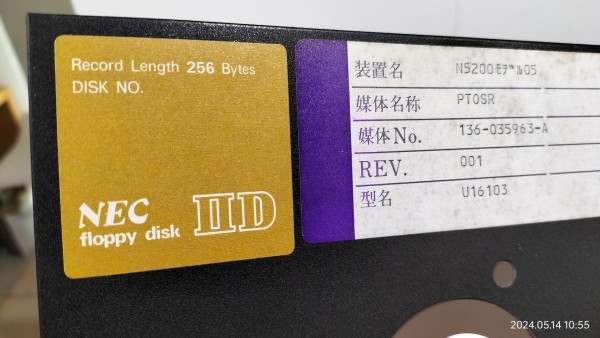 Record Length 256 Bytes
DISK NO.
NEC
floppy disk
IID
装置名 N5200モデル05
媒体名称 PTOSR
媒体No. 136-035963-A
REV. 001
型名 U16103
2024.05.14 10:55